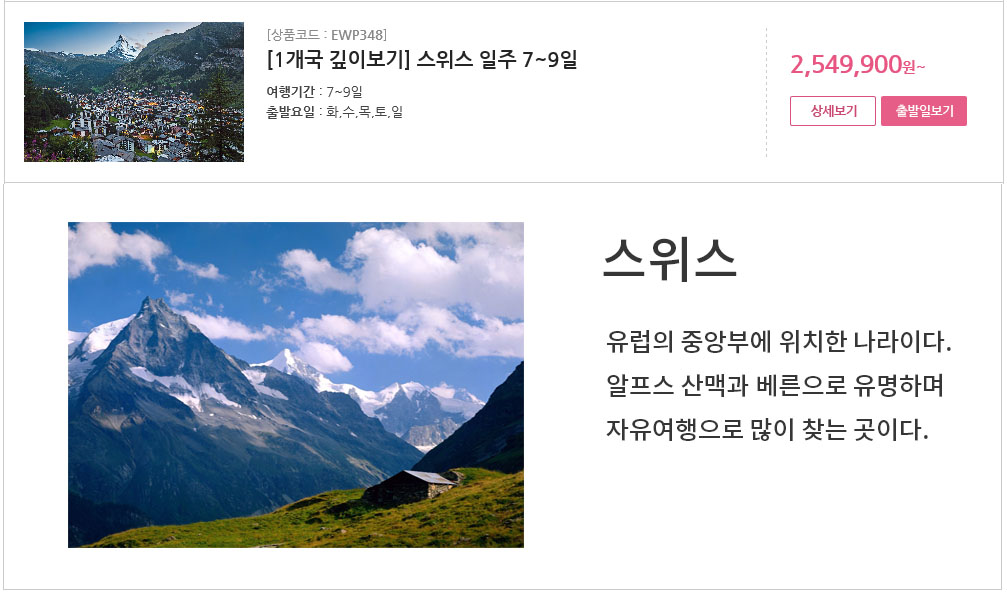 [상품코드 : EWP348]
[1개국 깊이보기] 스위스 일주 7~9일
여행기간 : 7~9일
출발요일 : 화,수,목,토,일
2,549,900원~
상세보기
출발일보기
스위스
유럽의 중앙부에 위치한 나라이다.
알프스 산맥과 베른으로 유명하며
자유여행으로 많이 찾는 곳이다.